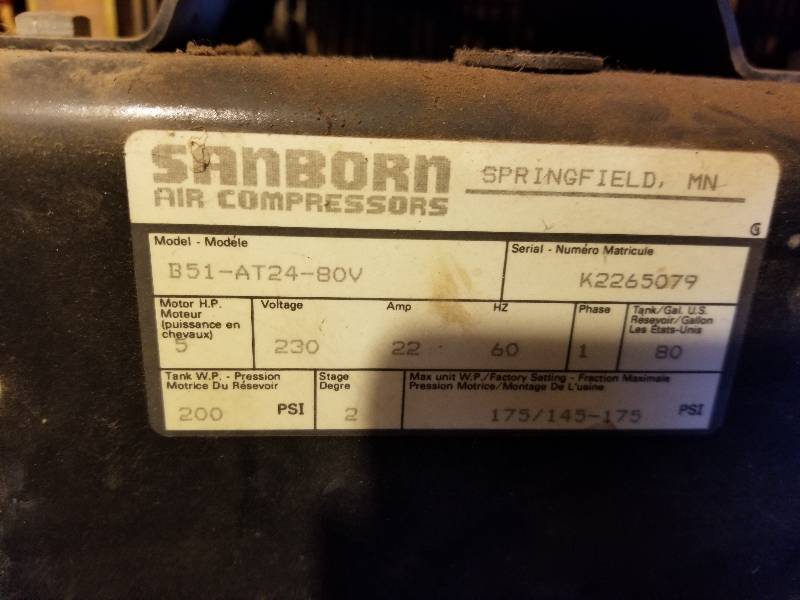 SANBORN
AIR COMPRESSORS
SPRINGFIELD, MN
Model - Modéle
B51-AT24-80V
Serial - Numéro Matricule
K2265079
Motor H.P.
Moteur
(puissance en
chevaux)
5
Voltage
230
Amp
22
HZ
60
Phase
1
Tank/Gal. U.S.
Résevoir/Gallon
Les États-Unis
80
Tank W.P. - Pression
Motrice Du Résevoir
200 PSI
Stage
Degre
2
Max unit W.P./Factory Setting - Fraction Maximale
Pression Motrice/Montage De L'usine
175/145-175 PSI